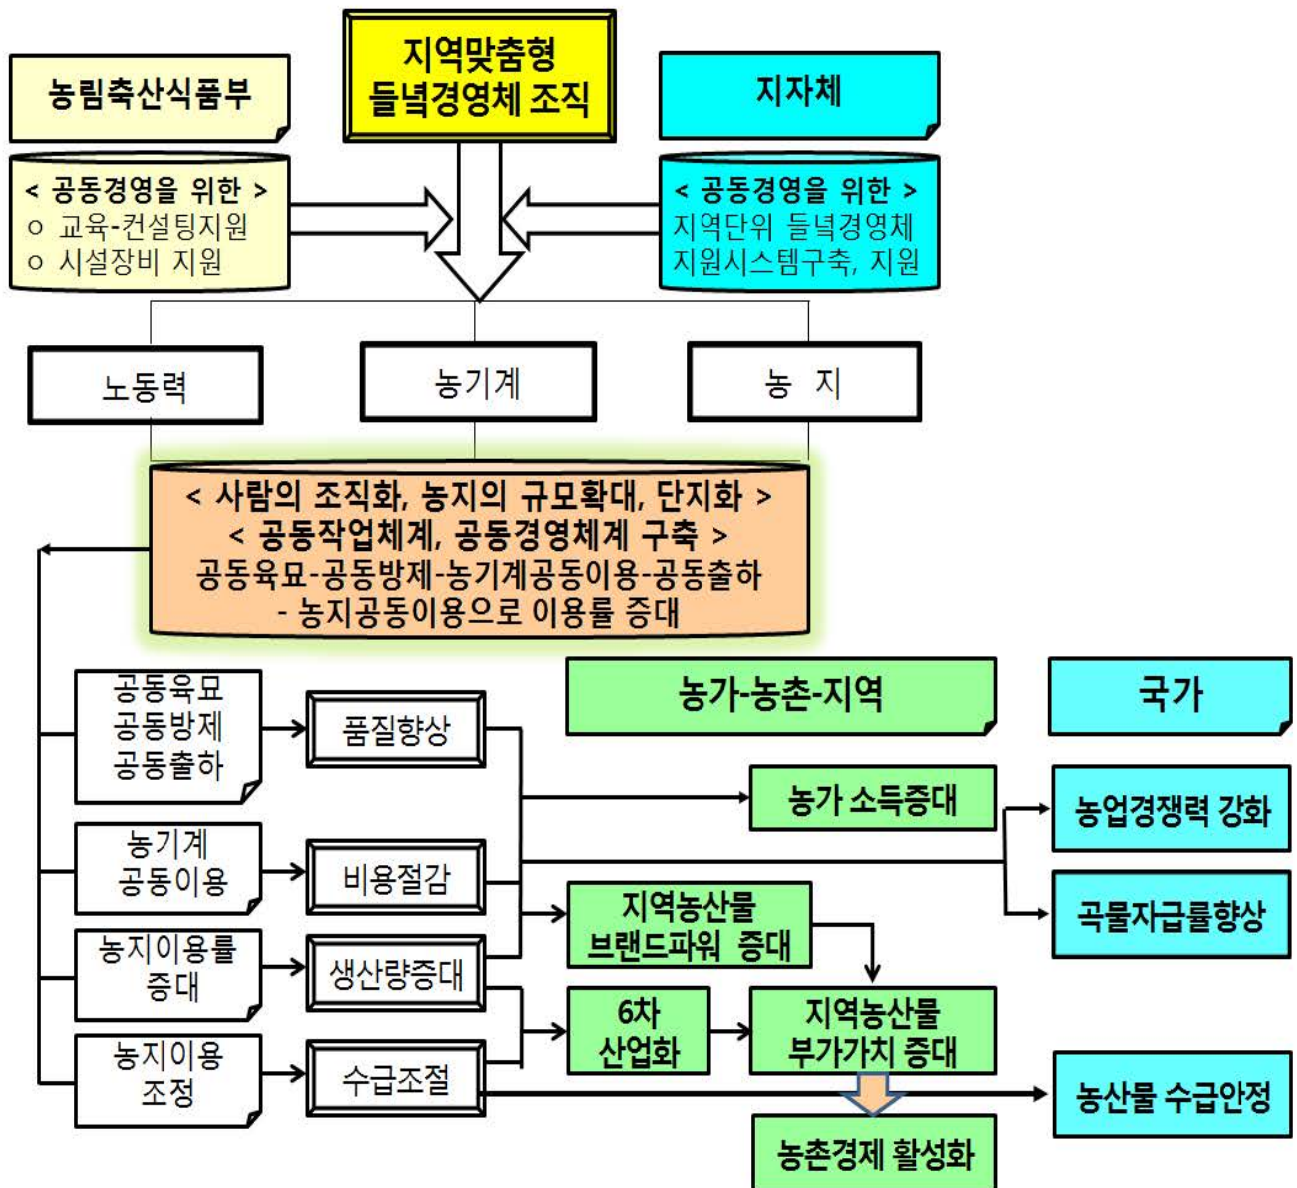 지역맞춤형
들녘경영체 조직
농림축산식품부
지자체
< 공동경영을 위한 >
ㅇ 교육-컨설팅지원
ㅇ 시설장비 지원
< 공동경영을 위한 >
지역단위 들녘경영체
지원시스템구축, 지원
노동력
농기계
농 지
< 사람의 조직화, 농지의 규모확대, 단지화 >
< 공동작업체계, 공동경영체계 구축 >
공동육묘-공동방제-농기계공동이용-공동출하
- 농지공동이용으로 이용률 증대
공동육묘
공동방제
공동출하
품질향상
농가-농촌-지역
국가
농가 소득증대
농업경쟁력 강화
농기계
공동이용
비용절감
지역농산물
브랜드파워 증대
곡물자급률향상
농지이용률
증대
생산량증대
6차
산업화
지역농산물
부가가치 증대
농지이용
조정
수급조절
농산물 수급안정
농촌경제 활성화